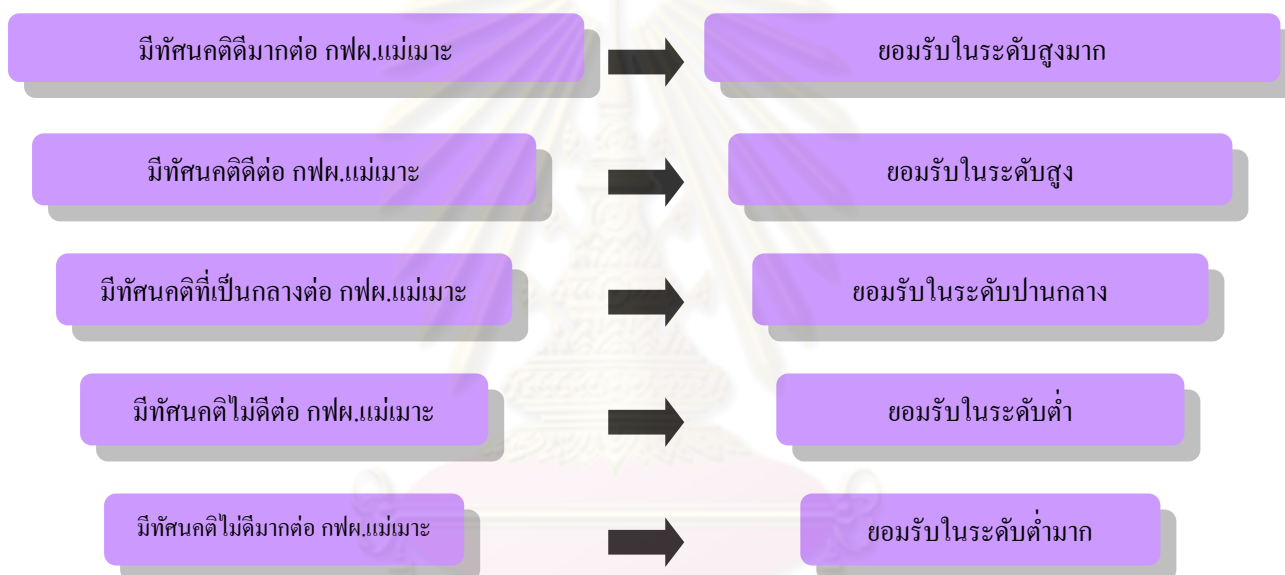 มีทัศนคติดีมากต่อ กฟผ.แม่เมาะ
ยอมรับในระดับสูงมาก
มีทัศนคติดีต่อ กฟผ.แม่เมาะ
ยอมรับในระดับสูง
มีทัศนคติที่เป็นกลางต่อ กฟผ.แม่เมาะ
ยอมรับในระดับปานกลาง
มีทัศนคติไม่ดีต่อ กฟผ.แม่เมาะ
ยอมรับในระดับต่ำ
มีทัศนคติไม่ดีมากต่อ กฟผ.แม่เมาะ
ยอมรับในระดับต่ำมาก